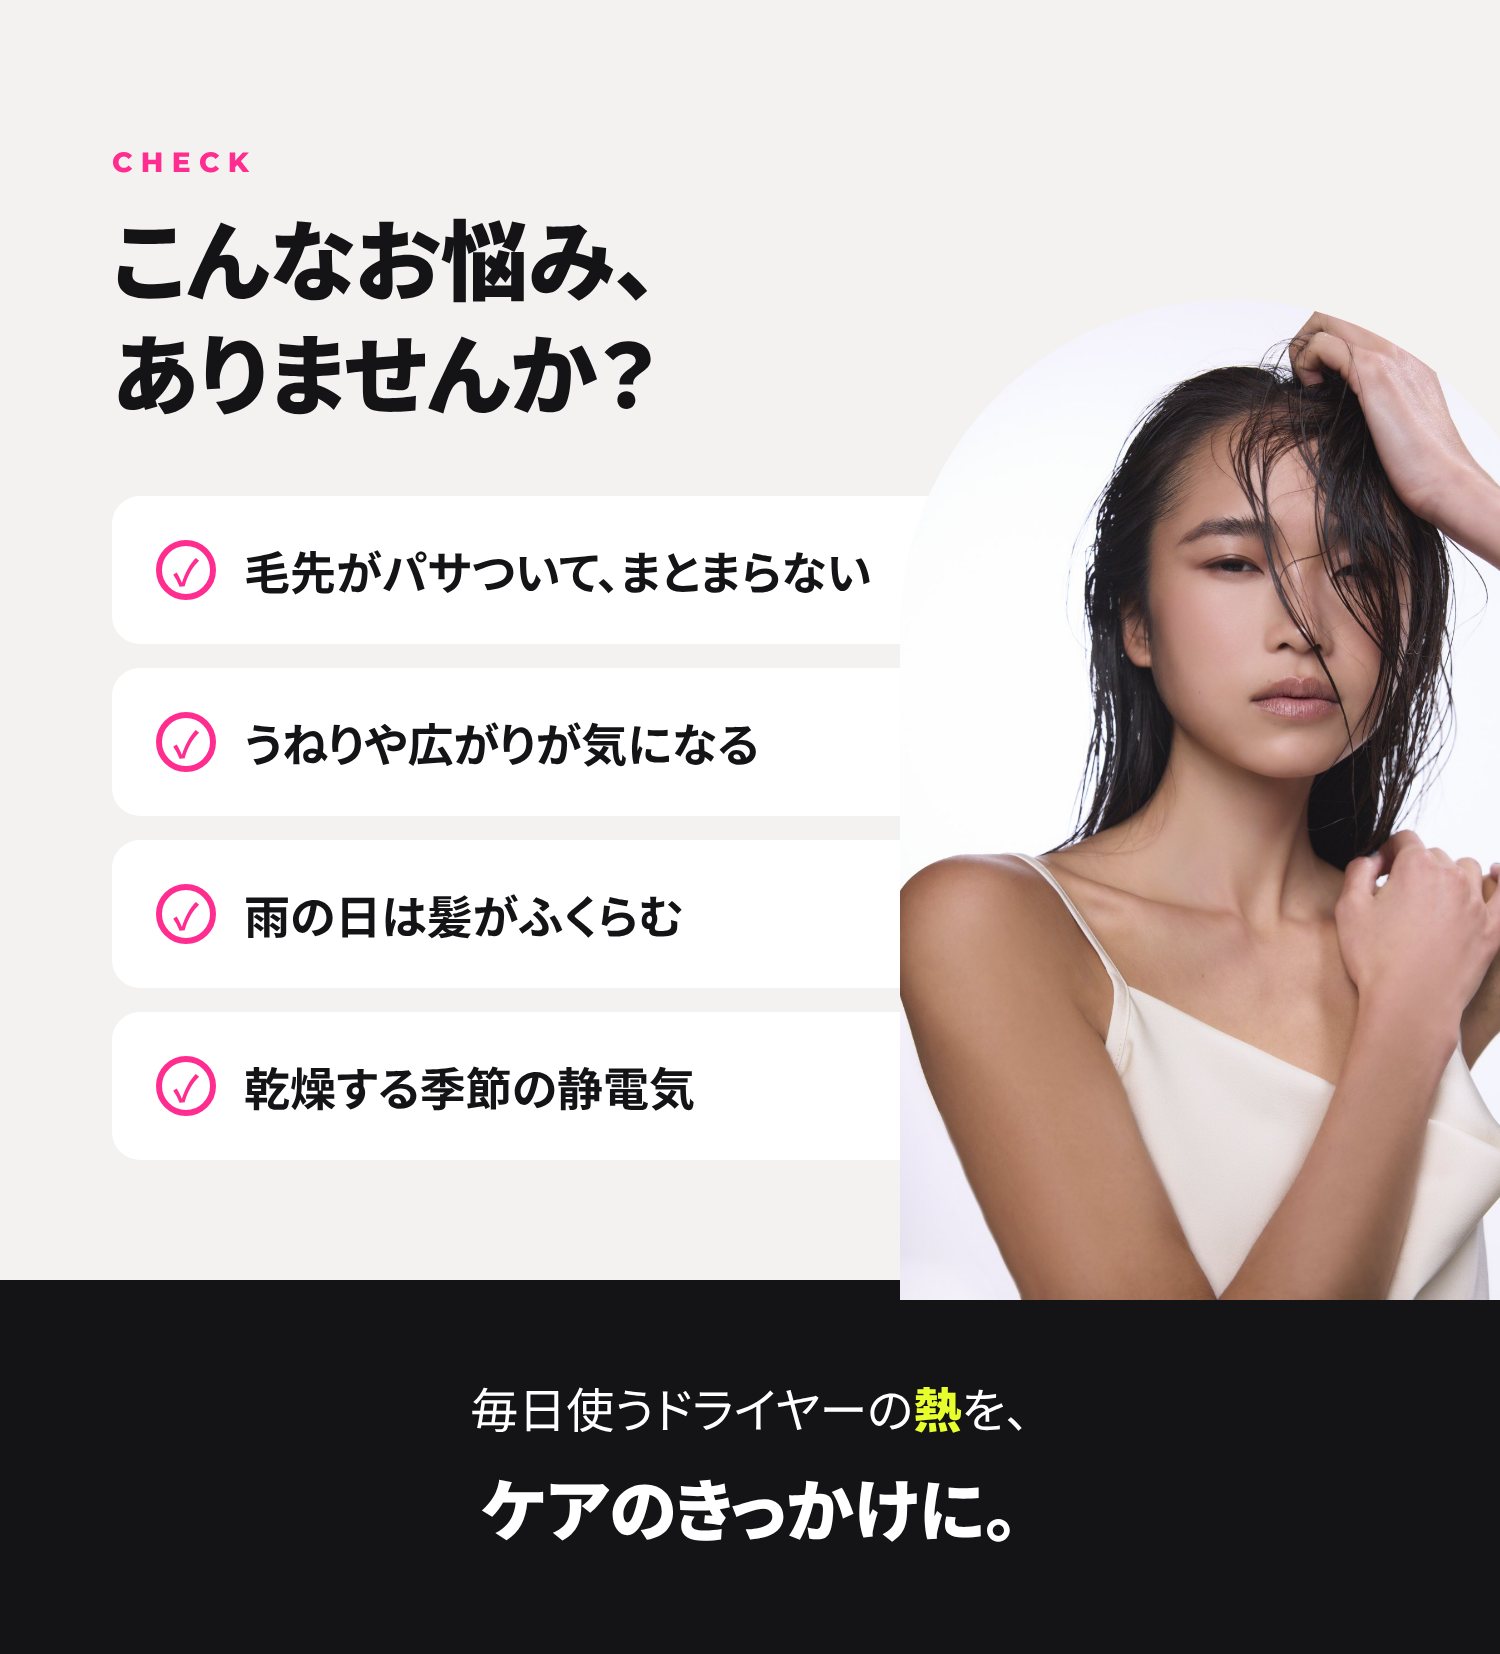 CHECK
こんなお悩み、
ありませんか？
毛先がパサついて、まとまらない
うねりや広がりが気になる
雨の日は髪がふくらむ
乾燥する季節の静電気
毎日使うドライヤーの熱を、
ケアのきっかけに。